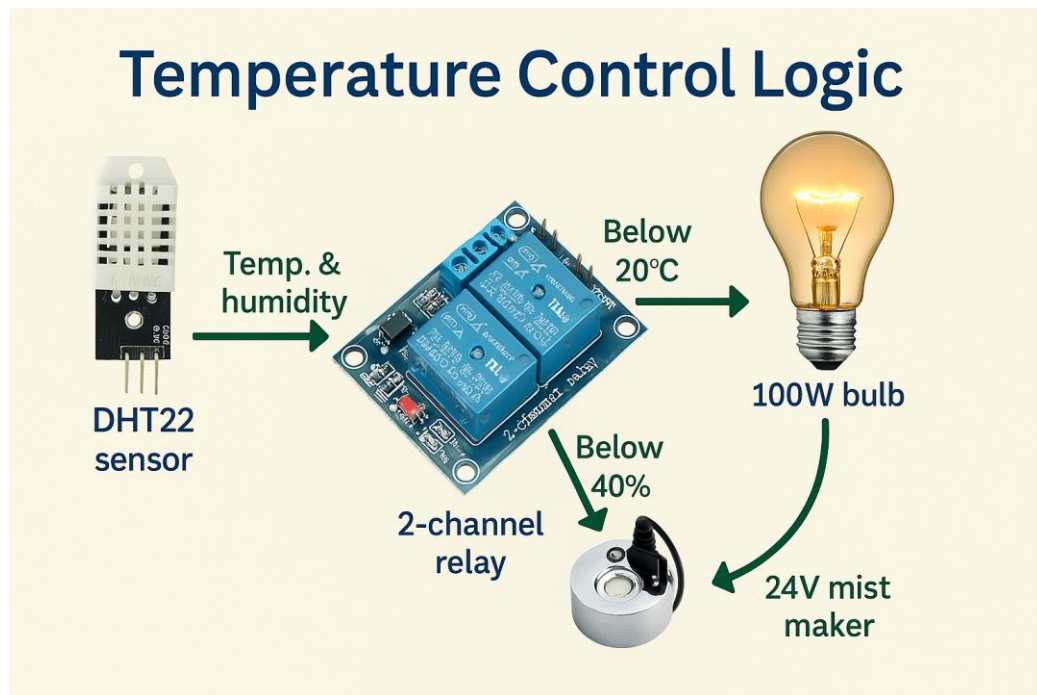 Temperature Control Logic
Temp. &
humidity
Below
20°C
DHT22
sensor
100W bulb
Below
40%
2-channel
relay
24V mist
maker